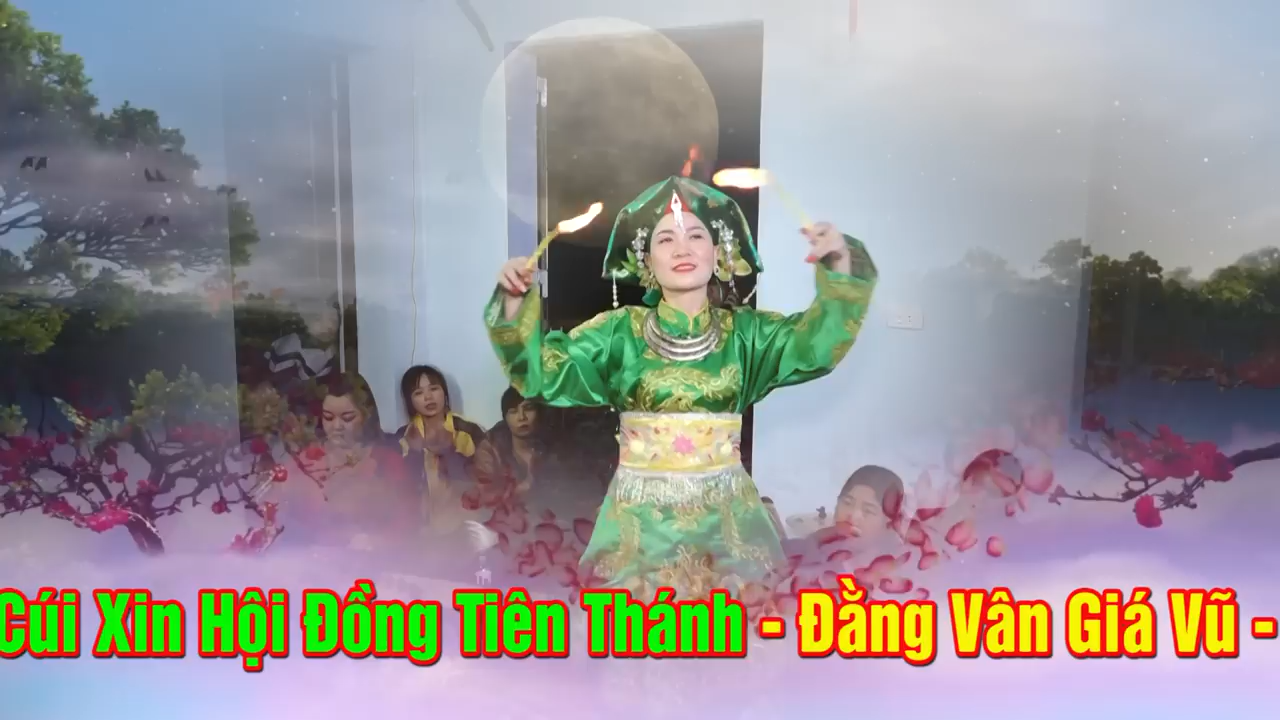 Cúi Xin Hội Đồng Tiên Thánh - Đằng Vân Giá Vũ -